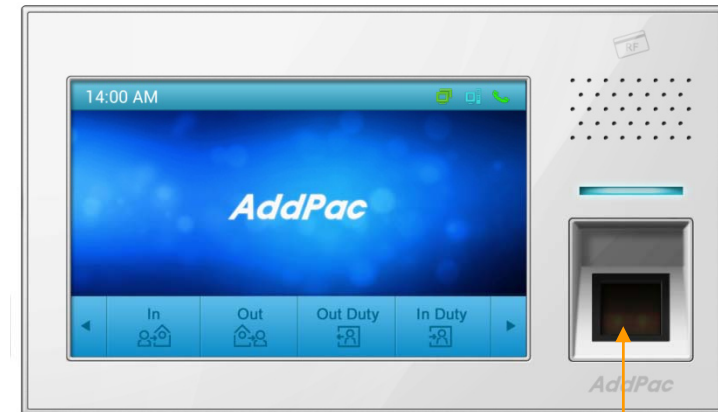 RF
14:00 AM
AddPac
In
Out
Out Duty
In Duty
AddPac